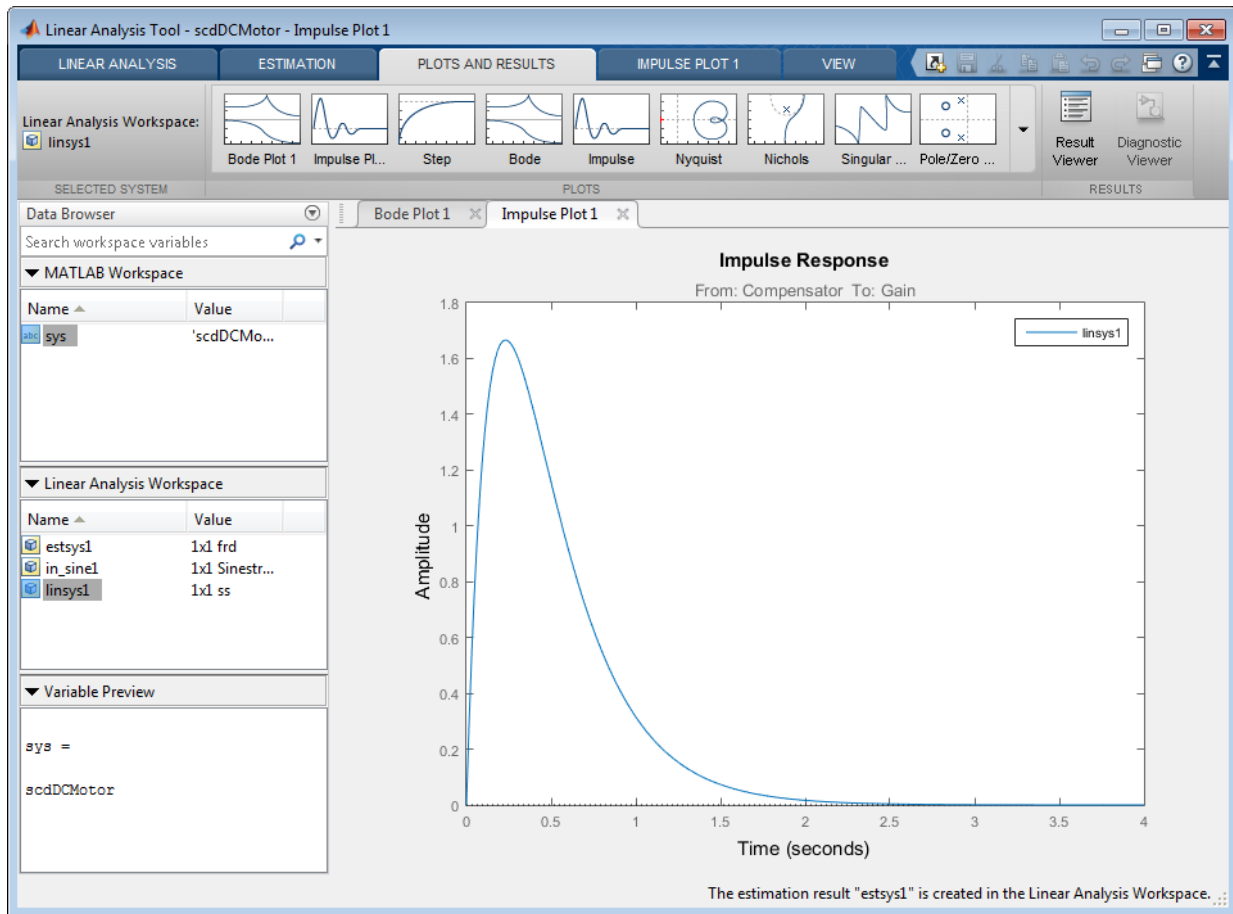 Linear Analysis Tool - scdDCMotor - Impulse Plot 1
LINEAR ANALYSIS ESTIMATION PLOTS AND RESULTS IMPULSE PLOT 1 VIEW
Linear Analysis Workspace:
linsys1
Bode Plot 1 Impulse Pl... Step Bode Impulse Nyquist Nichols Singular ... Pole/Zero ...
Result Viewer
Diagnostic Viewer
SELECTED SYSTEM PLOTS RESULTS
Data Browser
Search workspace variables
MATLAB Workspace
Name Value
abc sys 'scdDCMo...
Linear Analysis Workspace
Name Value
estsys1 1x1 frd
in_sine1 1x1 Sinestr...
linsys1 1x1 ss
Variable Preview
sys =
scdDCMotor
Bode Plot 1 Impulse Plot 1
Impulse Response
From: Compensator To: Gain
linsys1
Amplitude
1.8
1.6
1.4
1.2
1
0.8
0.6
0.4
0.2
0
0 0.5 1 1.5 2 2.5 3 3.5 4
Time (seconds)
The estimation result "estsys1" is created in the Linear Analysis Workspace.